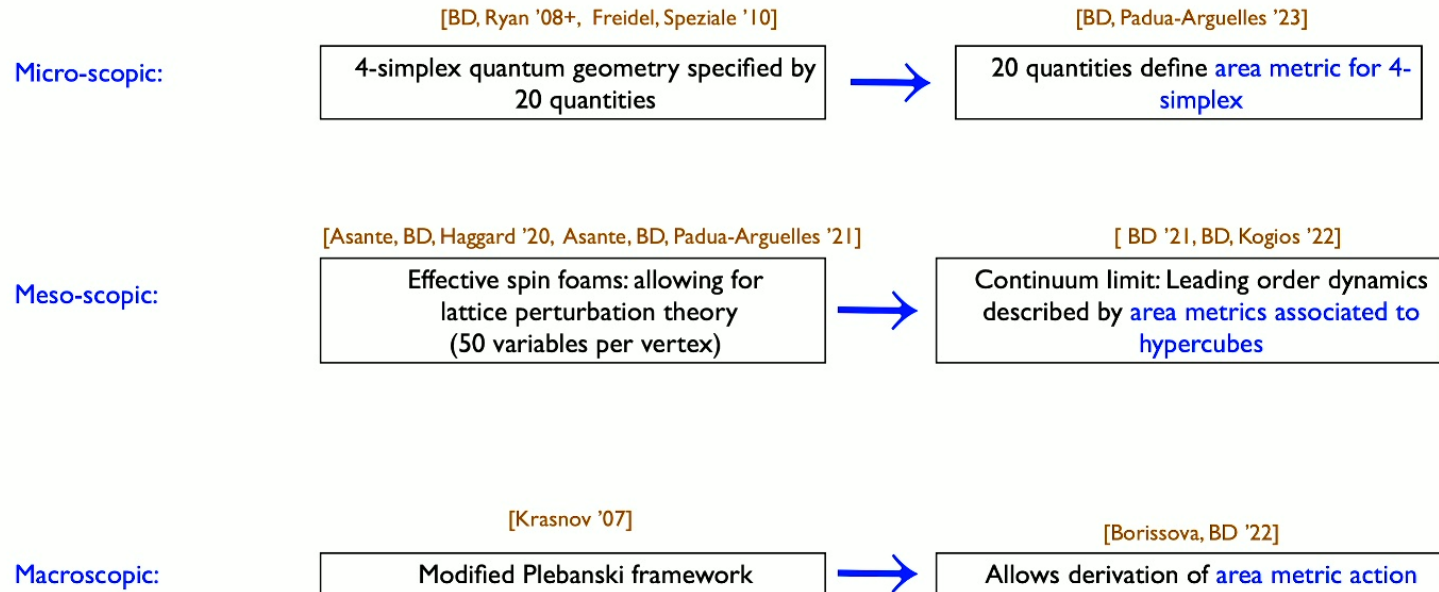 [BD, Ryan '08+, Freidel, Speziale '10]
[BD, Padua-Arguelles '23]
Micro-scopic:
4-simplex quantum geometry specified by
20 quantities
20 quantities define area metric for 4-
simplex
[Asante, BD, Haggard '20, Asante, BD, Padua-Arguelles '21]
[ BD '21, BD, Kogios '22]
Meso-scopic:
Effective spin foams: allowing for
lattice perturbation theory
(50 variables per vertex)
Continuum limit: Leading order dynamics
described by area metrics associated to
hypercubes
[Krasnov '07]
[Borissova, BD '22]
Macroscopic:
Modified Plebanski framework
Allows derivation of area metric action